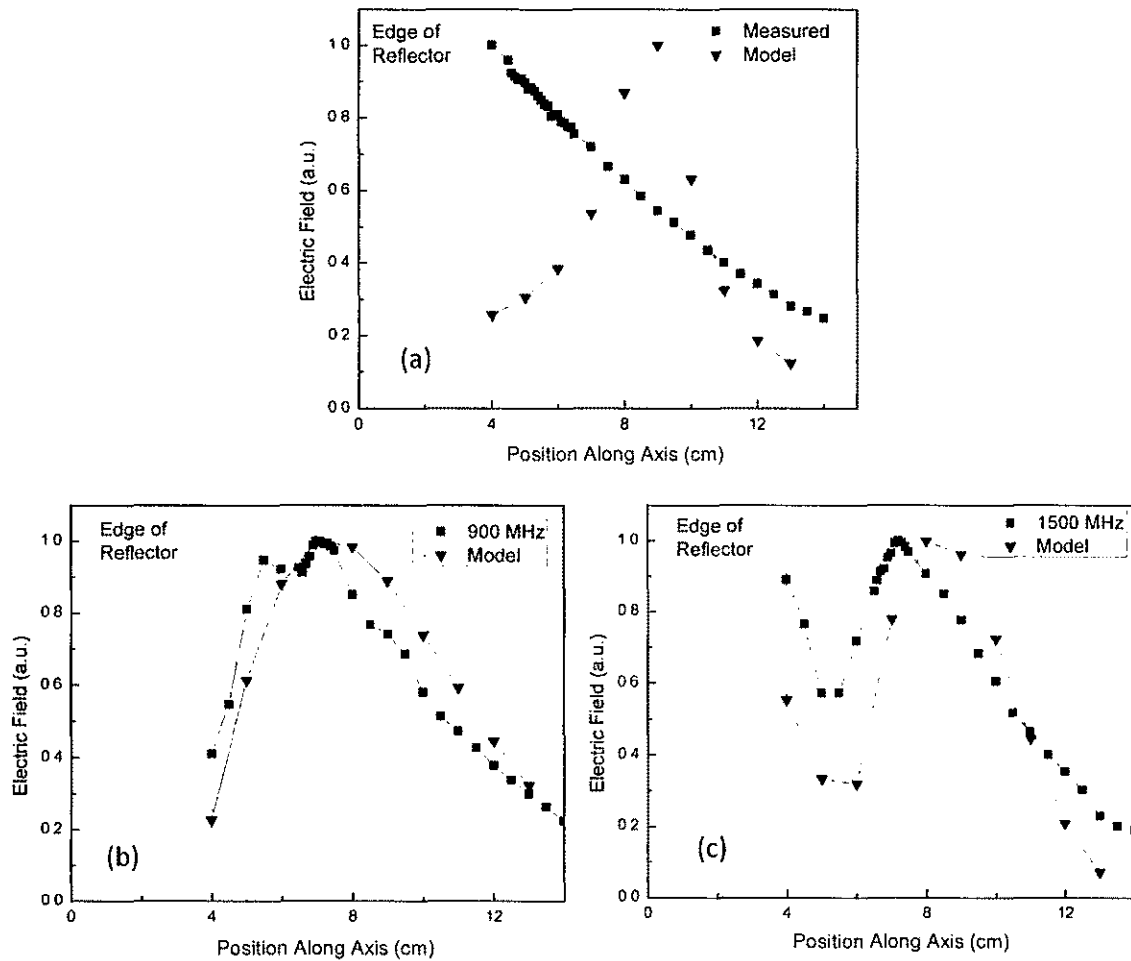 Edge of
Reflector
Measured
Model
1 0
0 8
0 6
0 4
0 2
0 0
Electric Field (a.u.)
(a)
0 4 8 12
Position Along Axis (cm)
Edge of
Reflector
900 MHz
Model
1 0
0 8
0 6
0 4
0 2
0 0
Electric Field (a.u.)
(b)
0 4 8 12
Position Along Axis (cm)
Edge of
Reflector
1500 MHz
Model
1 0
0 8
0 6
0 4
0 2
0 0
Electric Field (a.u.)
(c)
0 4 8 12
Position Along Axis (cm)